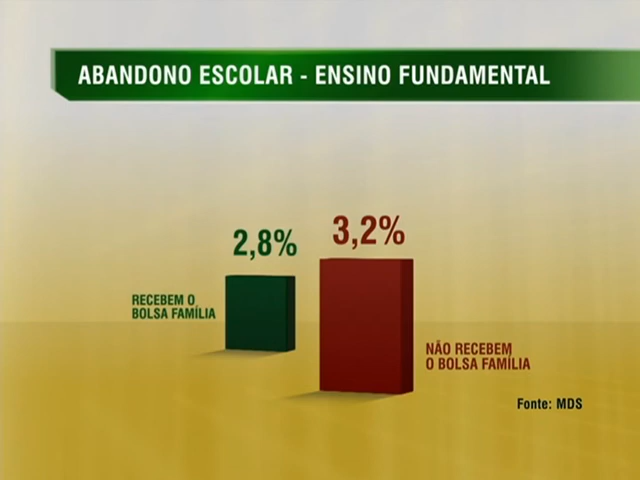 ABANDONO ESCOLAR - ENSINO FUNDAMENTAL
2,8%
3,2%
RECEBEM O
BOLSA FAMÍLIA
NÃO RECEBEM
O BOLSA FAMÍLIA
Fonte: MDS